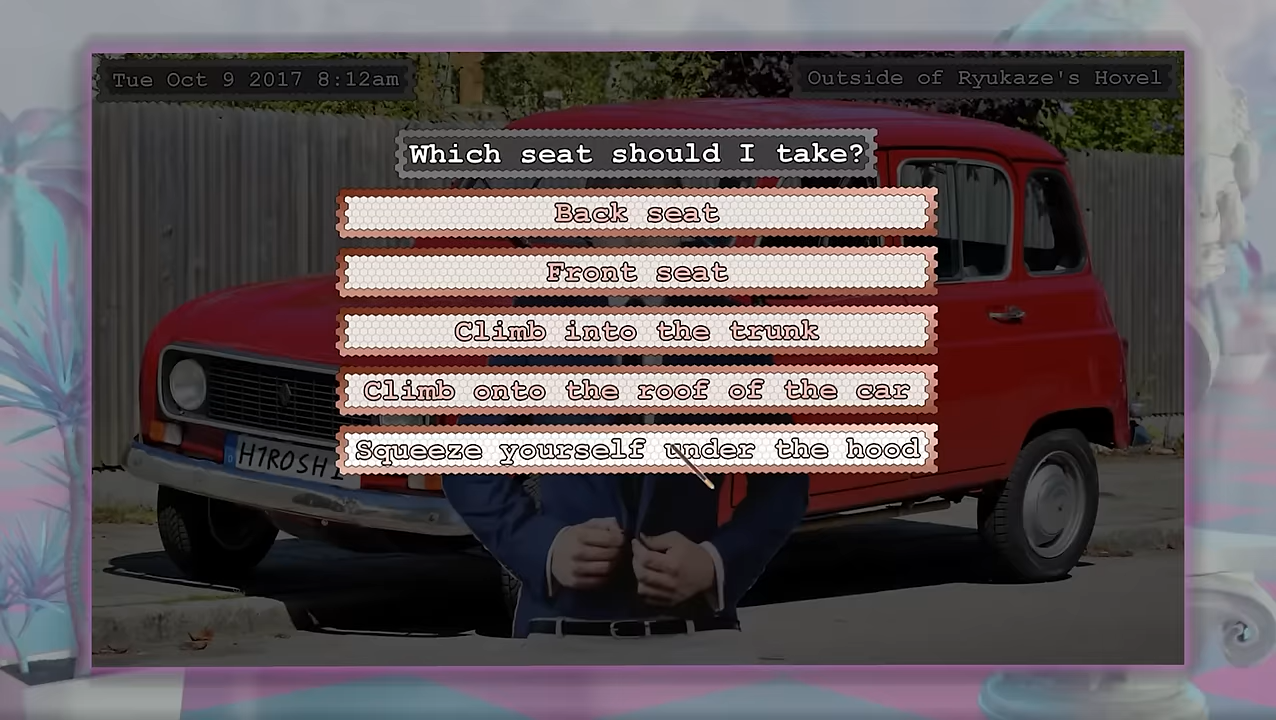 Tue Oct 9 2017 8:12am
Outside of Ryukaze's Hovel
Which seat should I take?
Back seat
Front seat
Climb into the trunk
Climb onto the roof of the car
Squeeze yourself under the hood
H1ROSH1